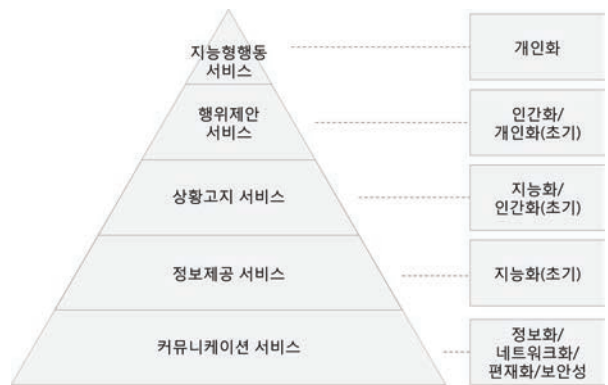 지능형행동
서비스
개인화
행위제안
서비스
인간화/
개인화(초기)
상황고지 서비스
지능화/
인간화(초기)
정보제공 서비스
지능화(초기)
커뮤니케이션 서비스
정보화/
네트워크화/
편재화/보안성